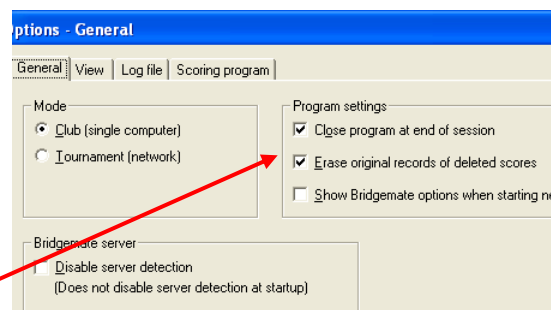 ptions - General
General View Log file Scoring program
Mode
Club (single computer)
Tournament (network)
Program settings
Close program at end of session
Erase original records of deleted scores
Show Bridgemate options when starting ne
Bridgemate server
Disable server detection
(Does not disable server detection at startup)